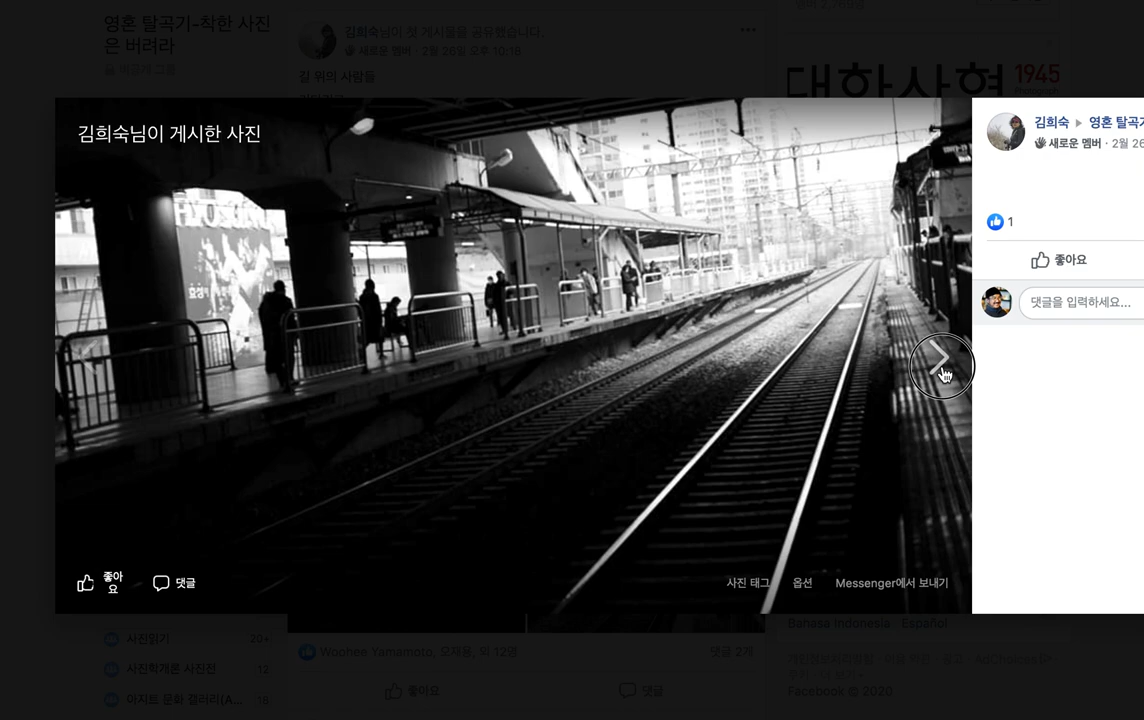 영혼 탈곡기-착한 사진
은 버려라
비공개 그룹
김희숙님이 첫 게시물을 공유했습니다.
새로운 멤버 · 2월 26일 오후 10:18
길 위의 사람들
대한사협
1945
김희숙님이 게시한 사진
김희숙 ▶ 영혼 탈곡기
새로운 멤버 · 2월 26
1
좋아요
댓글을 입력하세요...
좋아
요
댓글
사진 태그
옵션
Messenger에서 보내기
사진읽기 20+
사진학개론 사진전 12
아지트 문화 갤러리(A... 18
Woohee Yamamoto, 오재용, 외 12명
댓글 2개
좋아요
댓글
Bahasa Indonesia · Español
Facebook © 2020